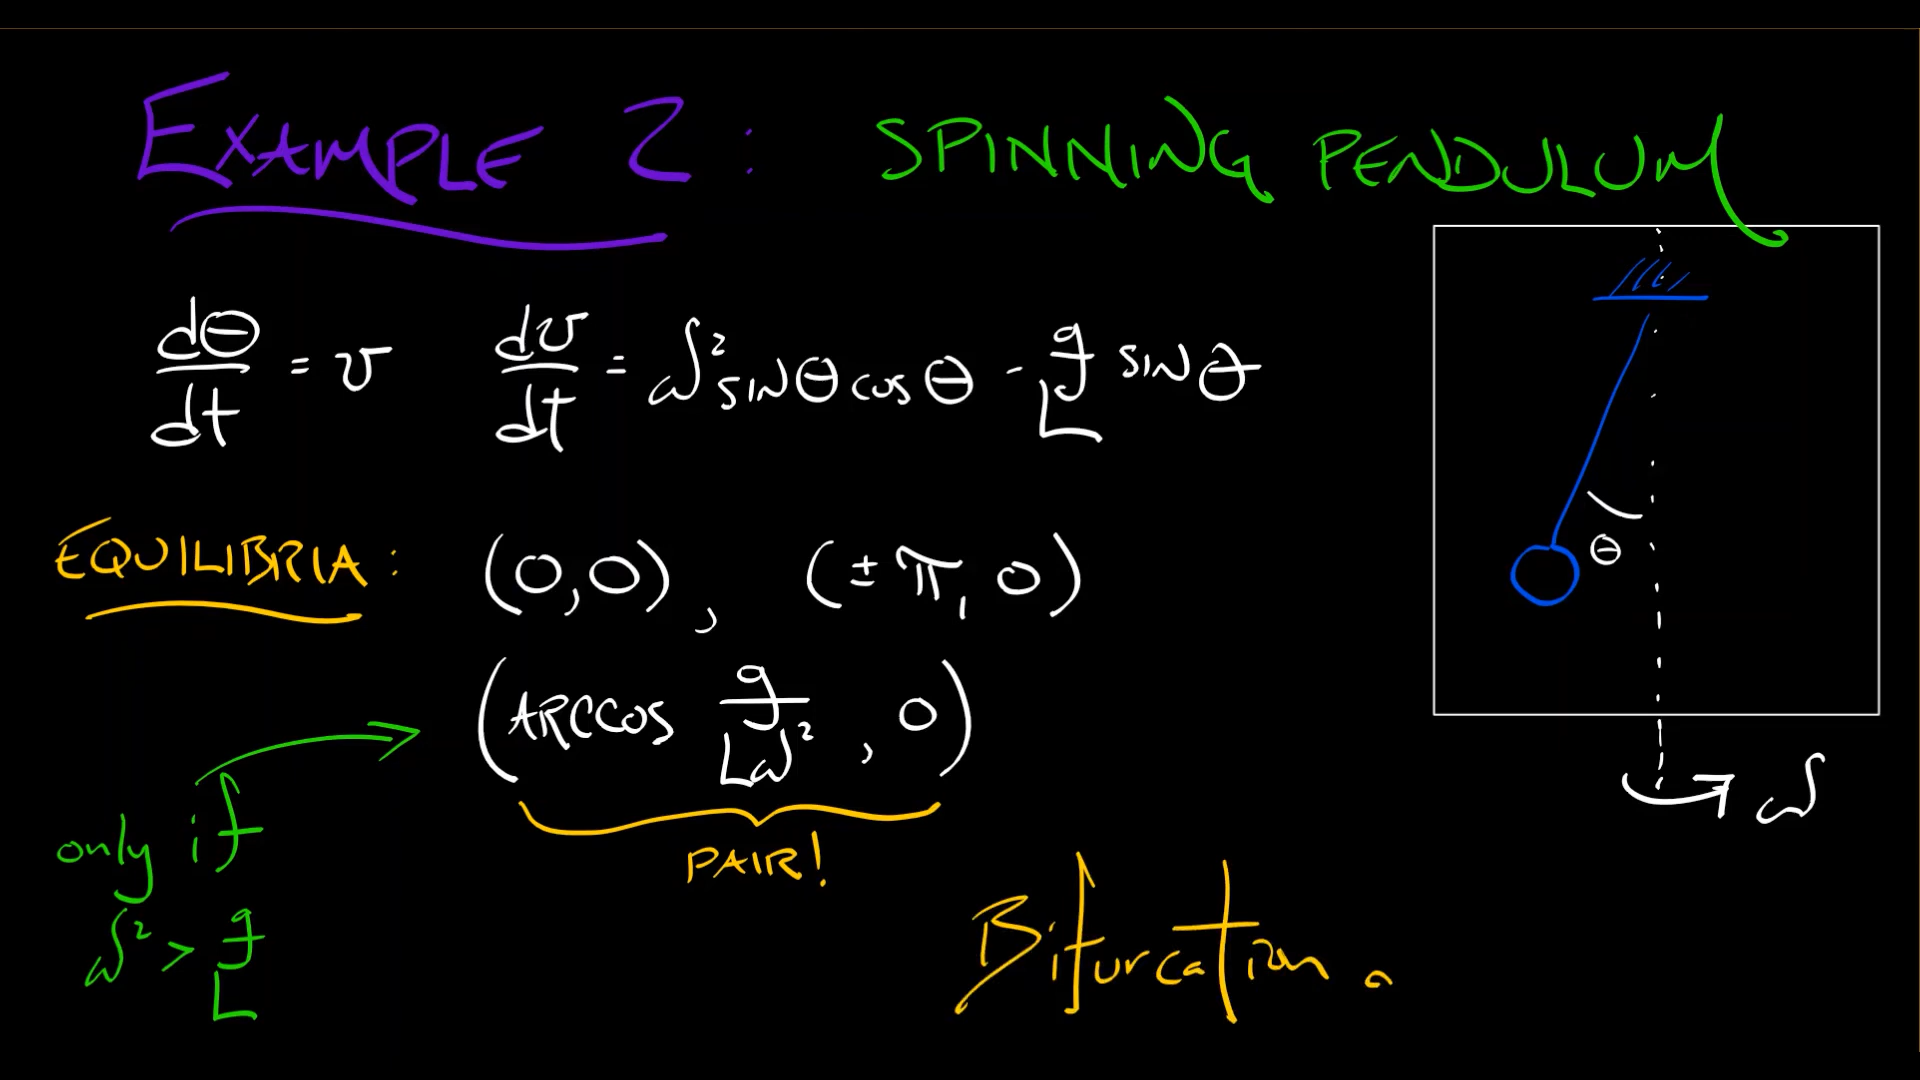 EXAMPLE 2: SPINNING PENDULUM
dθ/dt = v   dv/dt = ω² sin θ cos θ - g/L sin θ
EQUILIBRIA: (0,0), (±π, 0)
(ARCCOS g/Lω², 0)
PAIR!
only if
ω² > g/L
Bifurcation
θ
ω